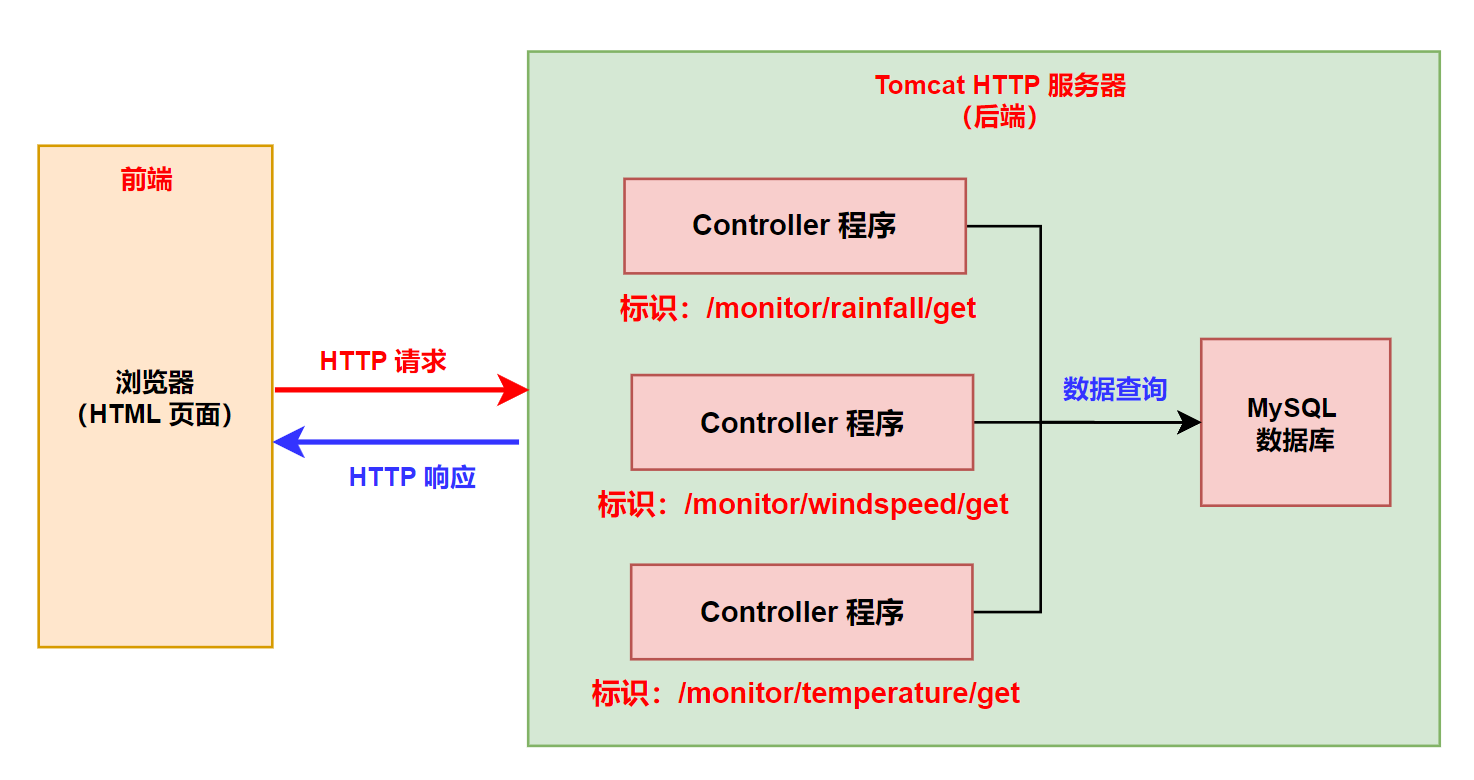 Tomcat HTTP 服务器
（后端）
前端
Controller 程序
标识：/monitor/rainfall/get
HTTP 请求
浏览器
（HTML 页面）
HTTP 响应
Controller 程序
标识：/monitor/windspeed/get
数据查询
MySQL
数据库
Controller 程序
标识：/monitor/temperature/get